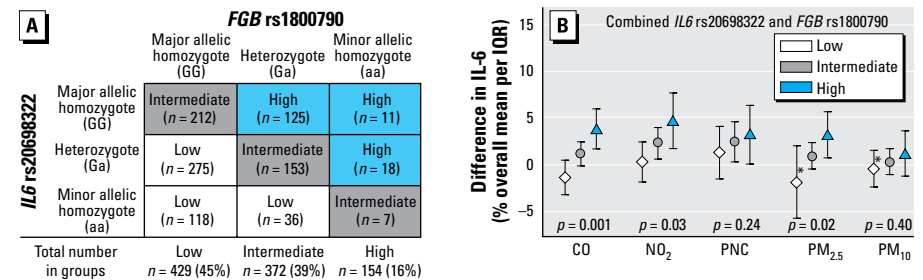 A
FGB rs1800790
Major allelic
homozygote
(GG)
Heterozygote
(Ga)
Minor allelic
homozygote
(aa)
IL6 rs20698322
Major allelic
homozygote
(GG)
Intermediate
(n = 212)
High
(n = 125)
High
(n = 11)
Heterozygote
(Ga)
Low
(n = 275)
Intermediate
(n = 153)
High
(n = 18)
Minor allelic
homozygote
(aa)
Low
(n = 118)
Low
(n = 36)
Intermediate
(n = 7)
Total number
in groups
Low
n = 429 (45%)
Intermediate
n = 372 (39%)
High
n = 154 (16%)
B
Combined IL6 rs20698322 and FGB rs1800790
Low
Intermediate
High
Difference in IL-6
(% overall mean per IQR)
15
10
5
0
−5
*
*
p = 0.001
p = 0.03
p = 0.24
p = 0.02
p = 0.40
CO
NO2
PNC
PM2.5
PM10